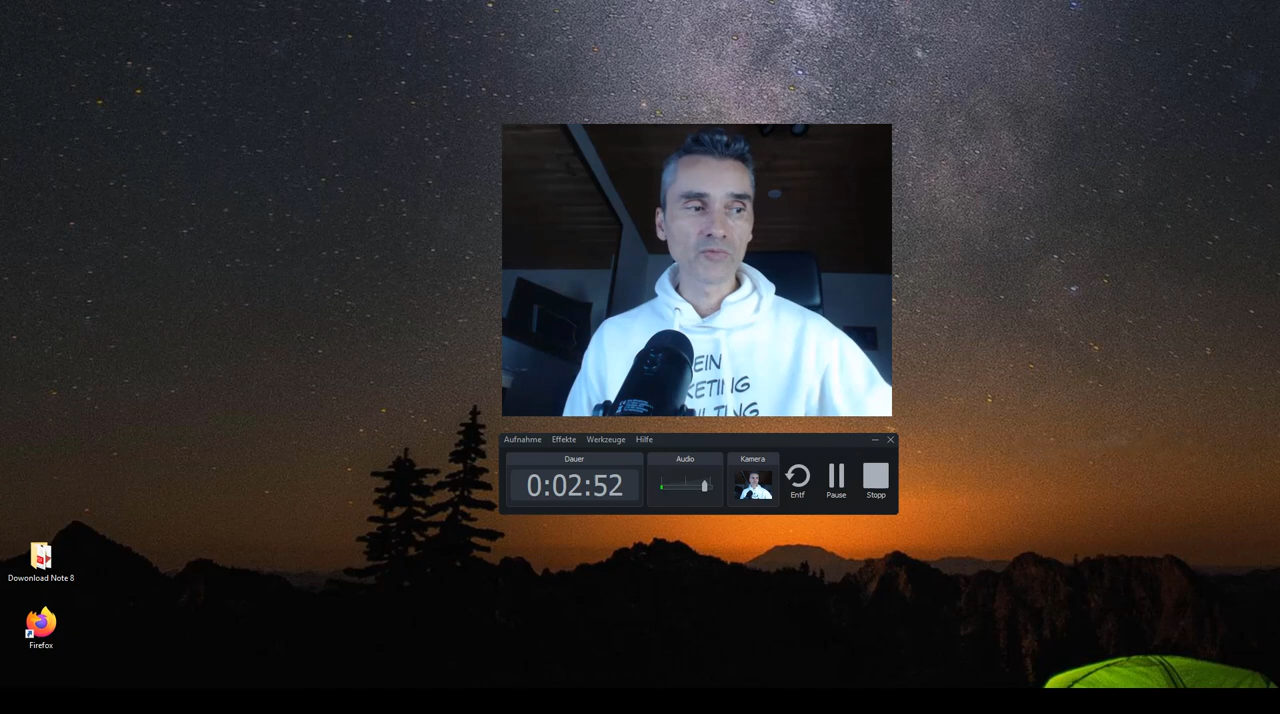 EIN
KETING
Aufnahme Effekte Werkzeuge Hilfe
Dauer Audio Kamera
0:02:52
Entf Pause Stopp
Dowonload Note 8
Firefox